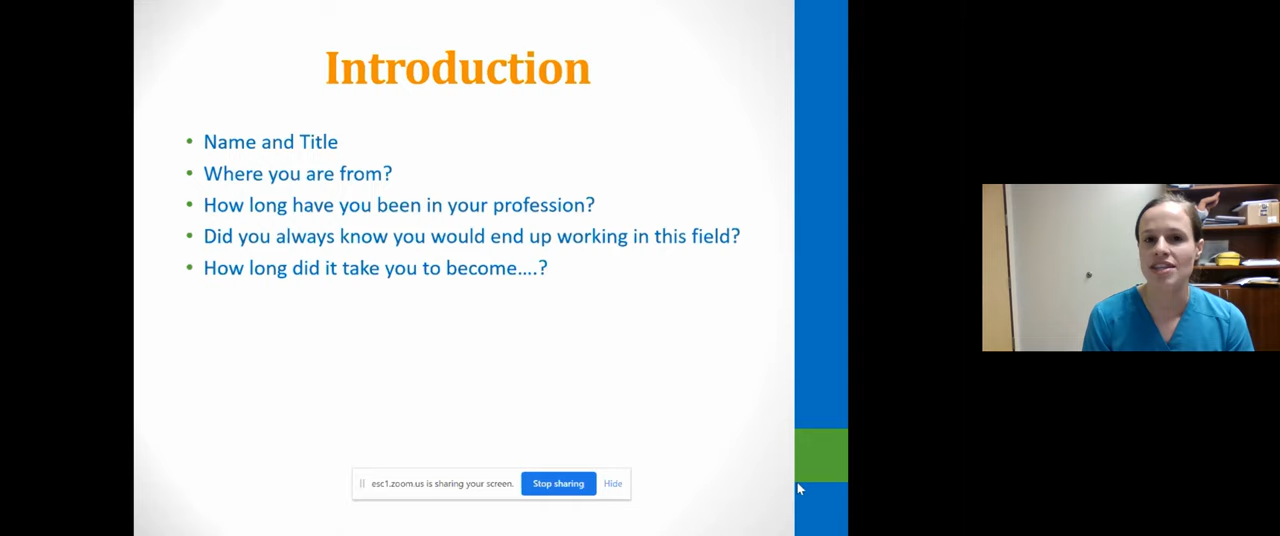 Introduction
• Name and Title
• Where you are from?
• How long have you been in your profession?
• Did you always know you would end up working in this field?
• How long did it take you to become....?
esc1.zoom.us is sharing your screen. Stop sharing Hide